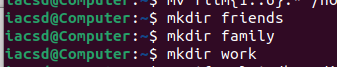 iacsd@Computer:~$ mkdir friends
iacsd@Computer:~$ mkdir family
iacsd@Computer:~$ mkdir work